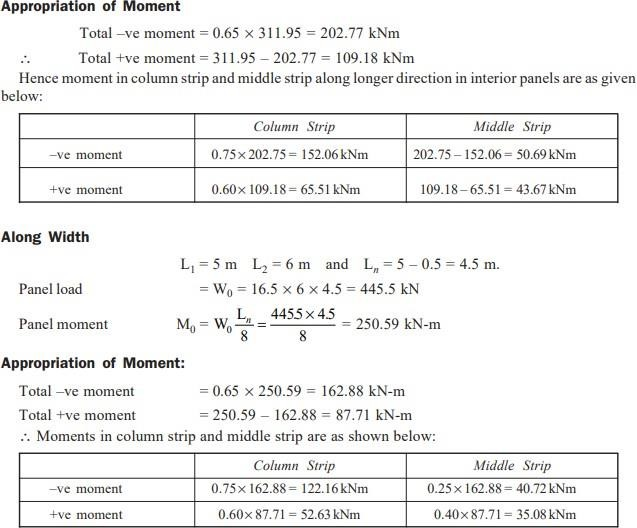 Appropriation of Moment
Total –ve moment = 0.65 × 311.95 = 202.77 kNm
∴ Total +ve moment = 311.95 – 202.77 = 109.18 kNm
Hence moment in column strip and middle strip along longer direction in interior panels are as given
below:
Column Strip Middle Strip
–ve moment 0.75×202.75 = 152.06 kNm 202.75 – 152.06 = 50.69 kNm
+ve moment 0.60×109.18 = 65.51 kNm 109.18 – 65.51 = 43.67 kNm
Along Width
L₁ = 5 m L₂ = 6 m and Lₙ = 5 – 0.5 = 4.5 m.
Panel load = W₀ = 16.5 × 6 × 4.5 = 445.5 kN
Panel moment M₀ = W₀ Lₙ/8 = 445.5 × 4.5/8 = 250.59 kN-m
Appropriation of Moment:
Total –ve moment = 0.65 × 250.59 = 162.88 kN-m
Total +ve moment = 250.59 – 162.88 = 87.71 kN-m
∴ Moments in column strip and middle strip are as shown below:
Column Strip Middle Strip
–ve moment 0.75×162.88 = 122.16 kNm 0.25×162.88 = 40.72 kNm
+ve moment 0.60×87.71 = 52.63 kNm 0.40×87.71 = 35.08 kNm